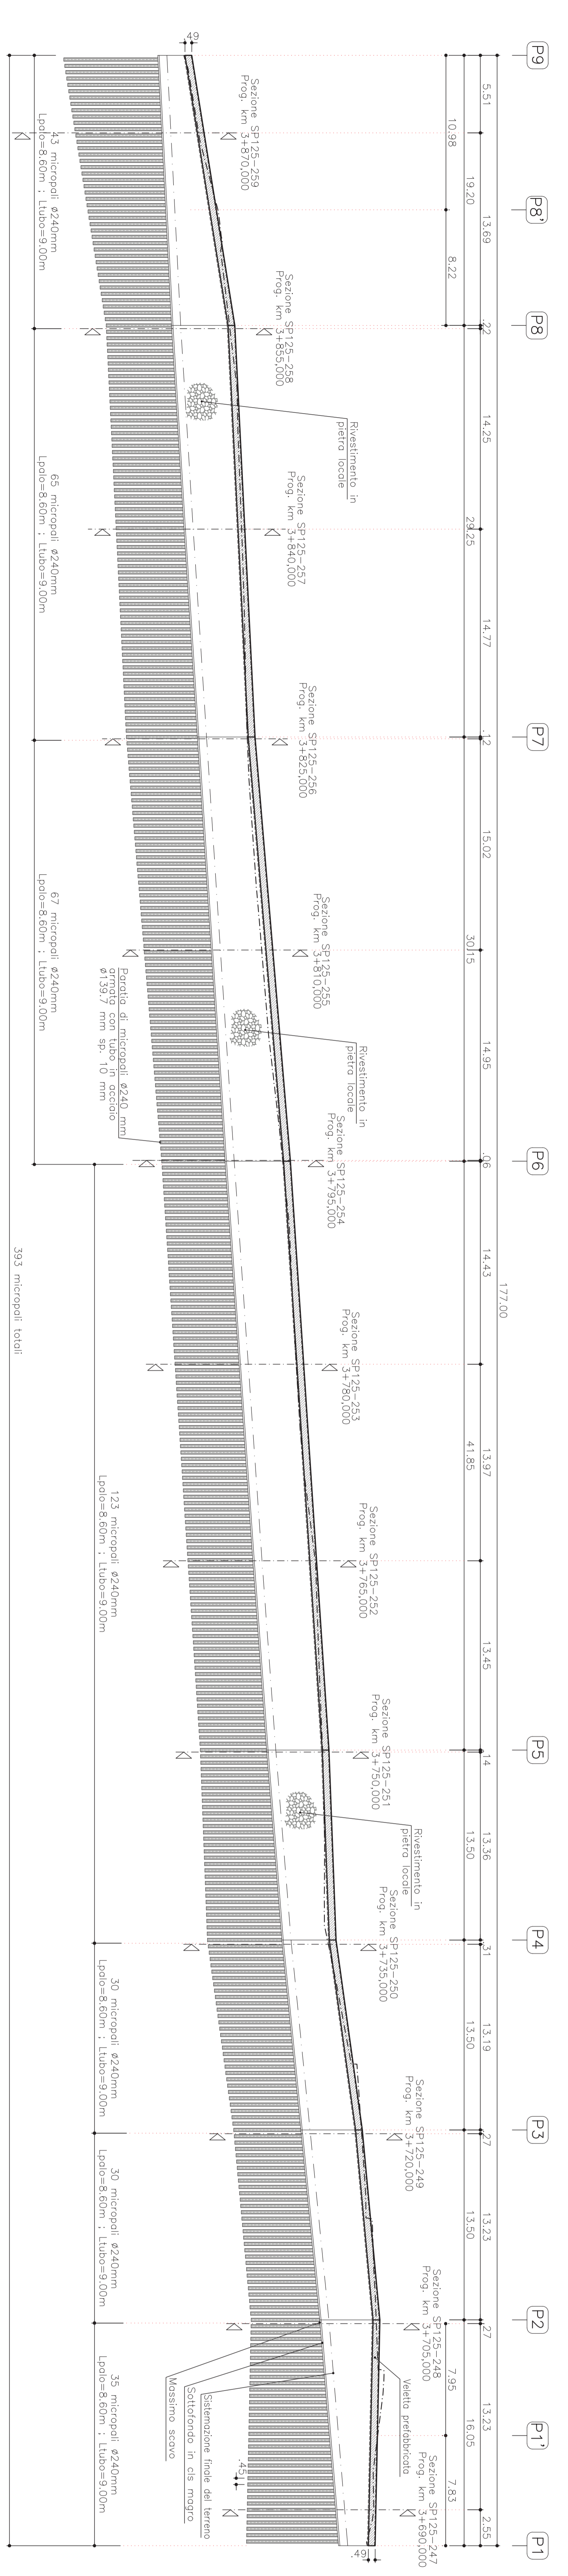 P9
P8'
P8
P7
P6
P5
P4
P3
P2
P1'
P1
177.00
5.51
13.69
.22
14.25
14.77
.12
15.02
14.95
.06
14.43
13.97
13.45
.14
13.36
.31
13.19
.27
13.23
.27
13.23
2.55
19.20
29.25
30.15
41.85
13.50
13.50
13.50
16.05
10.98
8.22
7.95
7.83
.49
Sezione SP125-259
Prog. km 3+870,000
Sezione SP125-258
Prog. km 3+855,000
Rivestimento in
pietra locale
Sezione SP125-257
Prog. km 3+840,000
Sezione SP125-256
Prog. km 3+825,000
Sezione SP125-255
Prog. km 3+810,000
Rivestimento in
pietra locale
Sezione SP125-254
Prog. km 3+795,000
Sezione SP125-253
Prog. km 3+780,000
Sezione SP125-252
Prog. km 3+765,000
Sezione SP125-251
Prog. km 3+750,000
Rivestimento in
pietra locale
Sezione SP125-250
Prog. km 3+735,000
Sezione SP125-249
Prog. km 3+720,000
Sezione SP125-248
Prog. km 3+705,000
Veletta prefabbricata
Sezione SP125-247
Prog. km 3+690,000
.49
Paratia di micropali Ø240 mm
armata con tubo in acciaio
Ø139.7 mm sp. 10 mm
Sistemazione finale del terreno
Sottofondo in cls magro
Massimo scavo
.45
43 micropali Ø240mm
Lpalo=8.60m ; Ltubo=9.00m
65 micropali Ø240mm
Lpalo=8.60m ; Ltubo=9.00m
67 micropali Ø240mm
Lpalo=8.60m ; Ltubo=9.00m
123 micropali Ø240mm
Lpalo=8.60m ; Ltubo=9.00m
30 micropali Ø240mm
Lpalo=8.60m ; Ltubo=9.00m
30 micropali Ø240mm
Lpalo=8.60m ; Ltubo=9.00m
35 micropali Ø240mm
Lpalo=8.60m ; Ltubo=9.00m
393 micropali totali